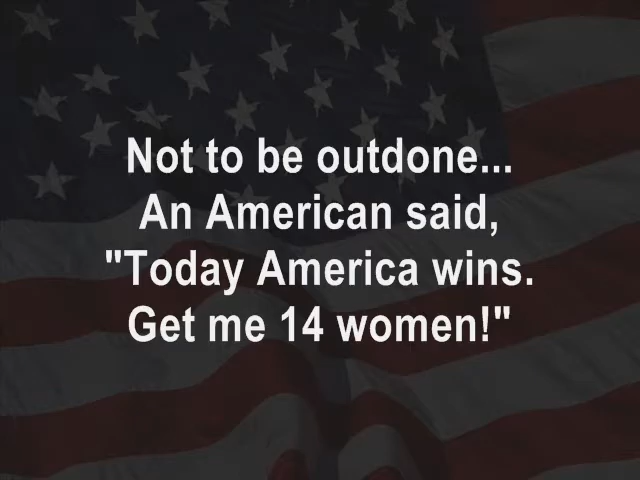 Not to be outdone...
An American said,
"Today America wins.
Get me 14 women!"